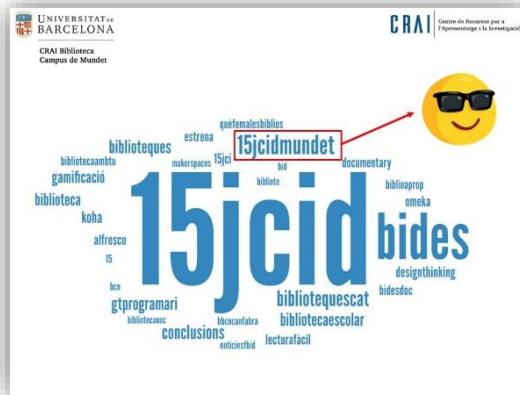 UNIVERSITAT DE
BARCELONA
CRAI Biblioteca
Campus de Mundet
CRAI
Centre de Recursos per a
l'Aprenentatge i la Investigació
quèfemalesbiblios
estrena
15jcidmundet
biblioteques
bibliotecaambtu
makerspaces
15jci
bid
documentary
gamificació
bibliote
biblioaprop
biblioteca
omeka
koha
15jcid
bides
alfresco
15
designthinking
bcn
bidesdoc
gtprogramari
bibliotequescat
bibliotecauoc
bbcncanfabra
bibliotecaescolar
conclusions
noticiesfbid
lecturafàcil